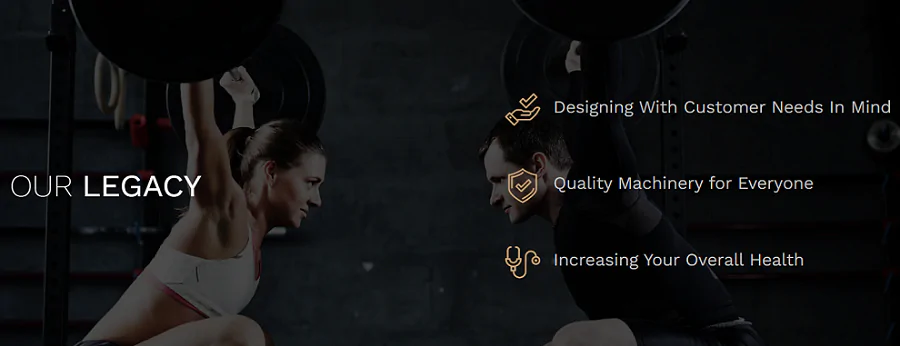 OUR LEGACY
Designing With Customer Needs In Mind
Quality Machinery for Everyone
Increasing Your Overall Health